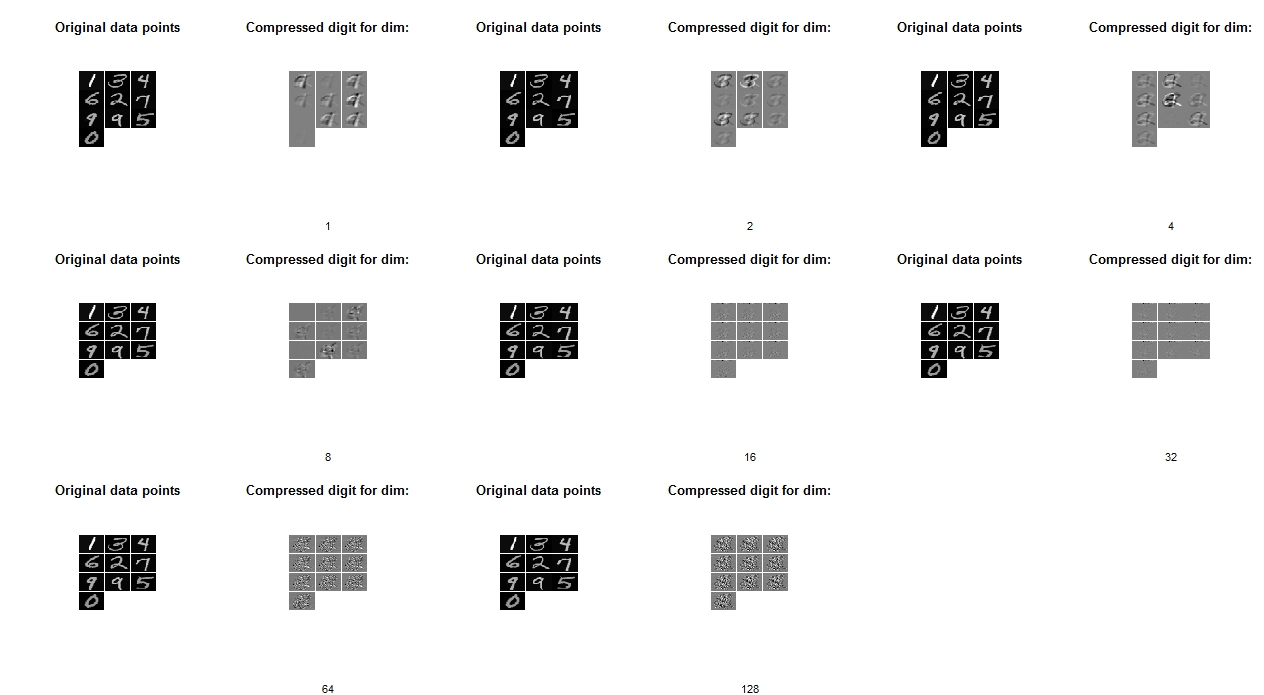 Original data points
1 3 4
6 2 7
9 9 5
0
Compressed digit for dim:
1
Original data points
1 3 4
6 2 7
9 9 5
0
Compressed digit for dim:
2
Original data points
1 3 4
6 2 7
9 9 5
0
Compressed digit for dim:
4
Original data points
1 3 4
6 2 7
9 9 5
0
Compressed digit for dim:
8
Original data points
1 3 4
6 2 7
9 9 5
0
Compressed digit for dim:
16
Original data points
1 3 4
6 2 7
9 9 5
0
Compressed digit for dim:
32
Original data points
1 3 4
6 2 7
9 9 5
0
Compressed digit for dim:
64
Original data points
1 3 4
6 2 7
9 9 5
0
Compressed digit for dim:
128